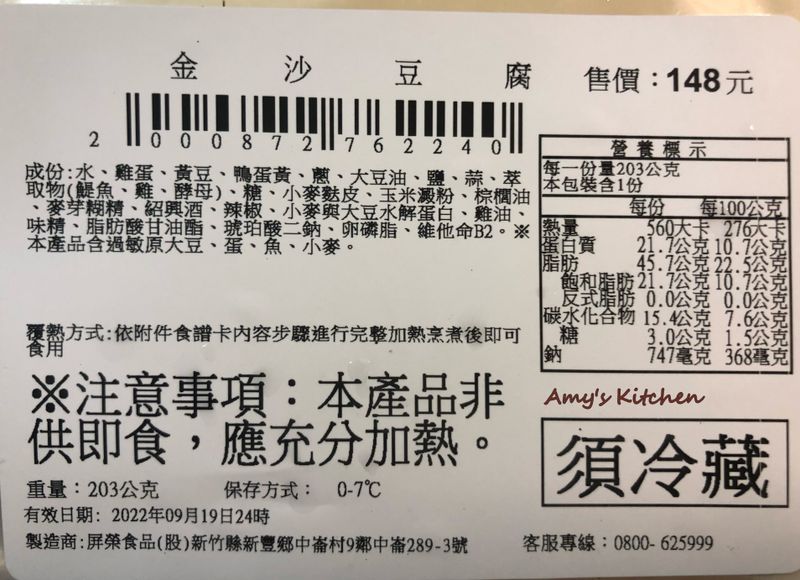 金沙豆腐
售價：148元
2 000872 762240
成份:水、雞蛋、黃豆、鴨蛋黃、蔥、大豆油、鹽、蒜、萃
取物(鯷魚、雞、酵母)、糖、小麥麩皮、玉米澱粉、棕櫚油
、麥芽糊精、紹興酒、辣椒、小麥與大豆水解蛋白、雞油、
味精、脂肪酸甘油酯、琥珀酸二鈉、卵磷脂、維他命B2。※
本產品含過敏原大豆、蛋、魚、小麥。
營養標示
每一份量203公克
本包裝含1份
每份 每100公克
熱量 560大卡 276大卡
蛋白質 21.7公克 10.7公克
脂肪 45.7公克 22.5公克
飽和脂肪 21.7公克 10.7公克
反式脂肪 0.0公克 0.0公克
碳水化合物 15.4公克 7.6公克
糖 3.0公克 1.5公克
鈉 747毫克 368毫克
覆熱方式:依附件食譜卡內容步驟進行完整加熱烹煮後即可
食用
※注意事項：本產品非
供即食，應充分加熱。
Amy's Kitchen
須冷藏
重量：203公克 保存方式： 0-7℃
有效日期: 2022年09月19日24時
製造商:屏榮食品(股)新竹縣新豐鄉中崙村9鄰中崙289-3號 客服專線：0800- 625999